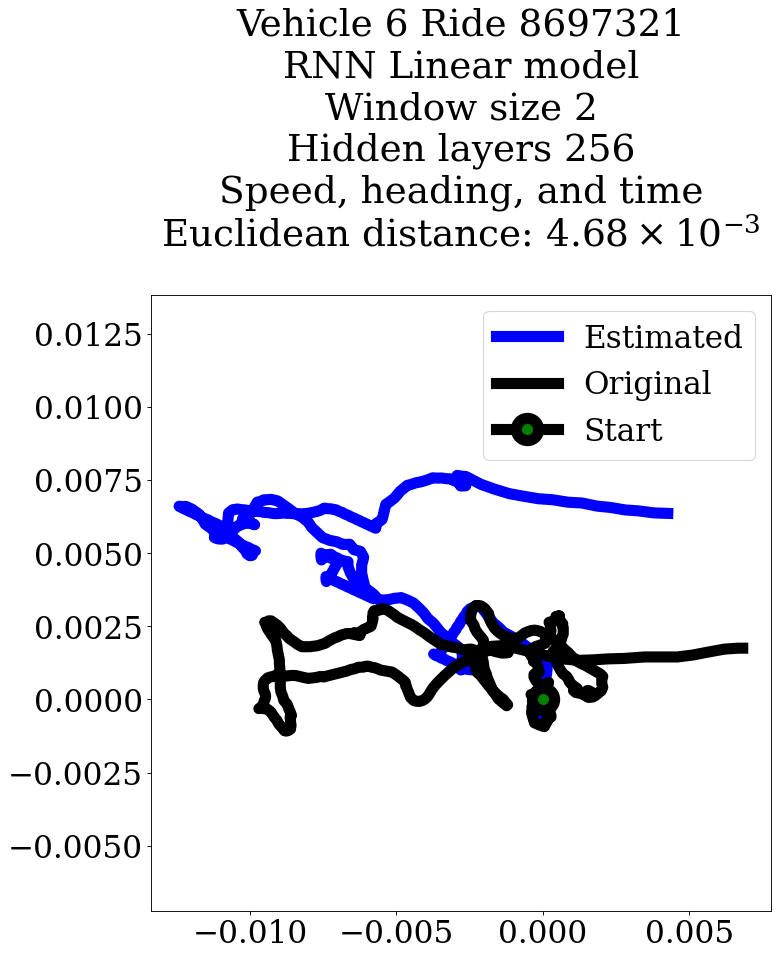 Vehicle 6 Ride 8697321
RNN Linear model
Window size 2
Hidden layers 256
Speed, heading, and time
Euclidean distance: 4.68 × 10⁻³
Estimated
Original
Start
0.0125
0.0100
0.0075
0.0050
0.0025
0.0000
−0.0025
−0.0050
−0.010 −0.005 0.000 0.005